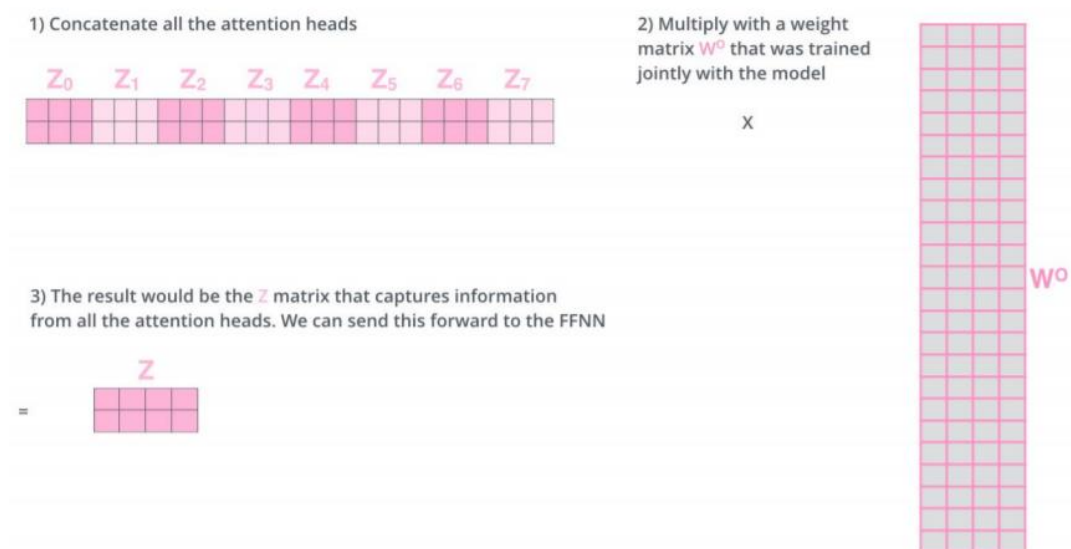 1) Concatenate all the attention heads
Z0 Z1 Z2 Z3 Z4 Z5 Z6 Z7
2) Multiply with a weight
matrix WO that was trained
jointly with the model
X
WO
3) The result would be the Z matrix that captures information
from all the attention heads. We can send this forward to the FFNN
Z
=